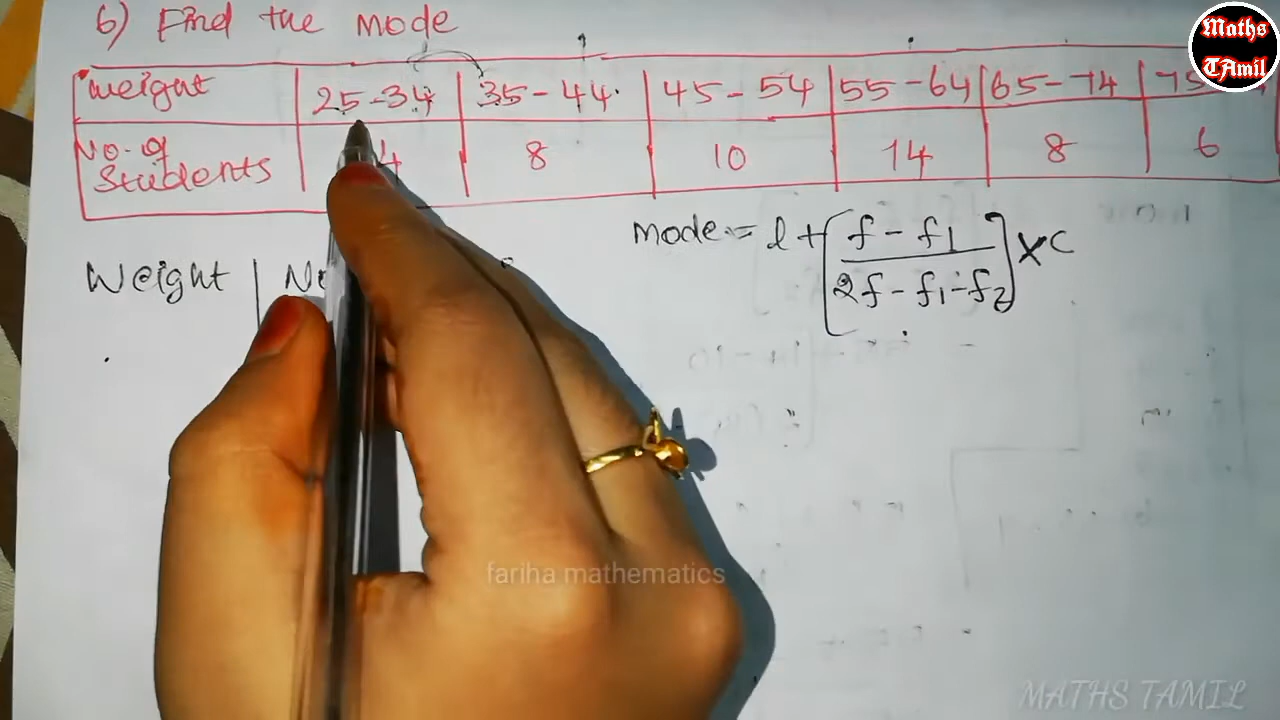 6) Find the mode
Weight 25-34 35-44 45-54 55-64 65-74
No. of Students 4 8 10 14 8 6
mode = l + [f - f1 / 2f - f1 - f2] × c
Weight
Maths
TAmil
fariha mathematics
MATHS TAMIL